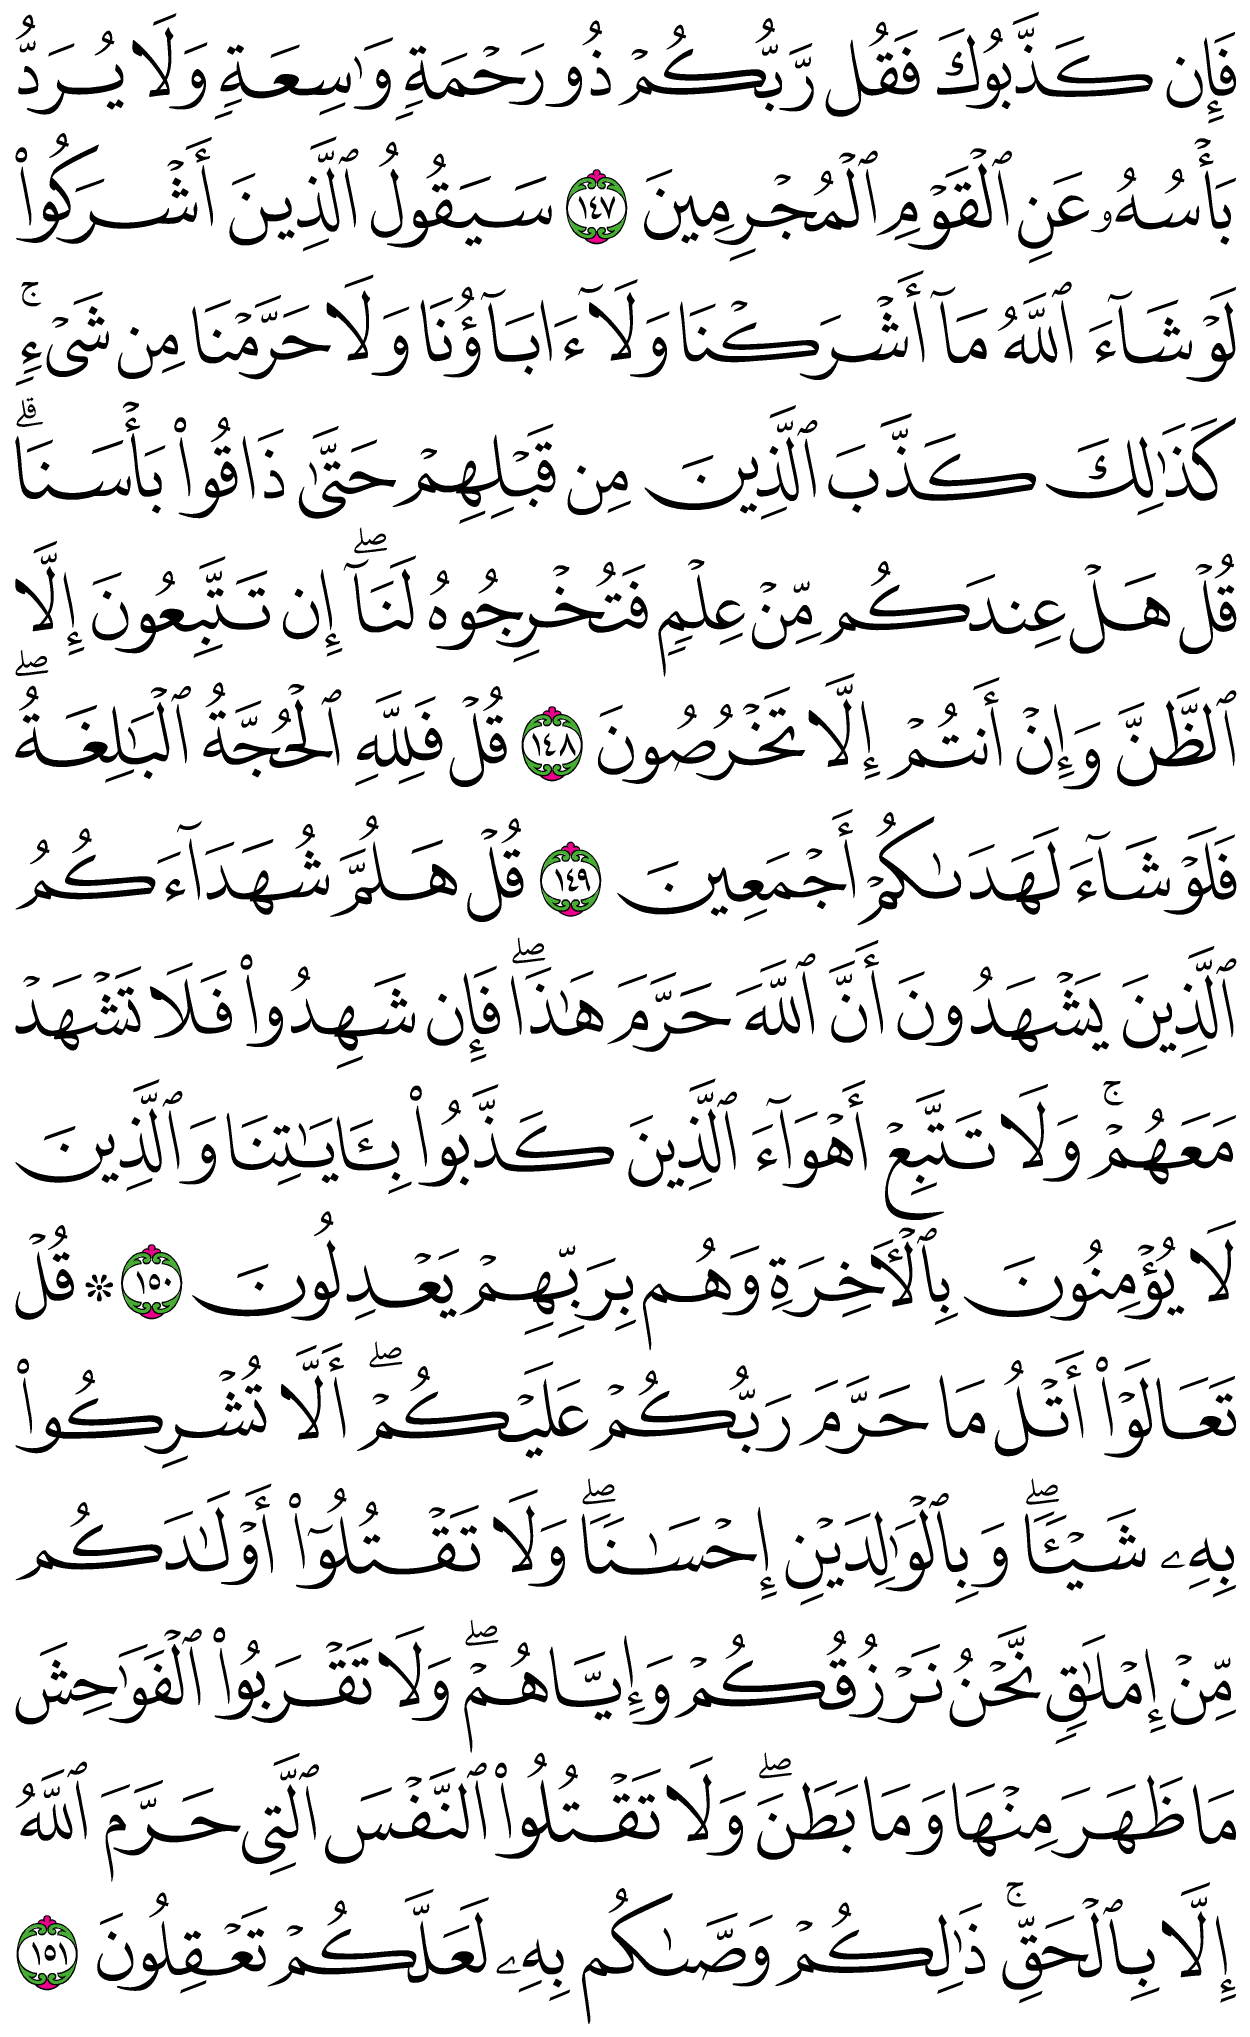 فَإِن كَذَّبُوكَ فَقُل رَّبُّكُمۡ ذُو رَحۡمَةٖ وَٰسِعَةٖ وَلَا يُرَدُّ
بَأۡسُهُۥ عَنِ ٱلۡقَوۡمِ ٱلۡمُجۡرِمِينَ ١٤٧ سَيَقُولُ ٱلَّذِينَ أَشۡرَكُواْ
لَوۡ شَآءَ ٱللَّهُ مَآ أَشۡرَكۡنَا وَلَآ ءَابَآؤُنَا وَلَا حَرَّمۡنَا مِن شَيۡءٖۚ
كَذَٰلِكَ كَذَّبَ ٱلَّذِينَ مِن قَبۡلِهِمۡ حَتَّىٰ ذَاقُواْ بَأۡسَنَاۗ
قُلۡ هَلۡ عِندَكُم مِّنۡ عِلۡمٖ فَتُخۡرِجُوهُ لَنَآۖ إِن تَتَّبِعُونَ إِلَّا
ٱلظَّنَّ وَإِنۡ أَنتُمۡ إِلَّا تَخۡرُصُونَ ١٤٨ قُلۡ فَلِلَّهِ ٱلۡحُجَّةُ ٱلۡبَٰلِغَةُۖ
فَلَوۡ شَآءَ لَهَدَىٰكُمۡ أَجۡمَعِينَ ١٤٩ قُلۡ هَلُمَّ شُهَدَآءَكُمُ
ٱلَّذِينَ يَشۡهَدُونَ أَنَّ ٱللَّهَ حَرَّمَ هَٰذَاۖ فَإِن شَهِدُواْ فَلَا تَشۡهَدۡ
مَعَهُمۡۚ وَلَا تَتَّبِعۡ أَهۡوَآءَ ٱلَّذِينَ كَذَّبُواْ بِـَٔايَٰتِنَا وَٱلَّذِينَ
لَا يُؤۡمِنُونَ بِٱلۡأٓخِرَةِ وَهُم بِرَبِّهِمۡ يَعۡدِلُونَ ١٥٠ ۞ قُلۡ
تَعَالَوۡاْ أَتۡلُ مَا حَرَّمَ رَبُّكُمۡ عَلَيۡكُمۡۖ أَلَّا تُشۡرِكُواْ
بِهِۦ شَيۡـٔٗاۖ وَبِٱلۡوَٰلِدَيۡنِ إِحۡسَٰنٗاۖ وَلَا تَقۡتُلُوٓاْ أَوۡلَٰدَكُم
مِّنۡ إِمۡلَٰقٖ نَّحۡنُ نَرۡزُقُكُمۡ وَإِيَّاهُمۡۖ وَلَا تَقۡرَبُواْ ٱلۡفَوَٰحِشَ
مَا ظَهَرَ مِنۡهَا وَمَا بَطَنَۖ وَلَا تَقۡتُلُواْ ٱلنَّفۡسَ ٱلَّتِي حَرَّمَ ٱللَّهُ
إِلَّا بِٱلۡحَقِّۚ ذَٰلِكُمۡ وَصَّىٰكُم بِهِۦ لَعَلَّكُمۡ تَعۡقِلُونَ ١٥١